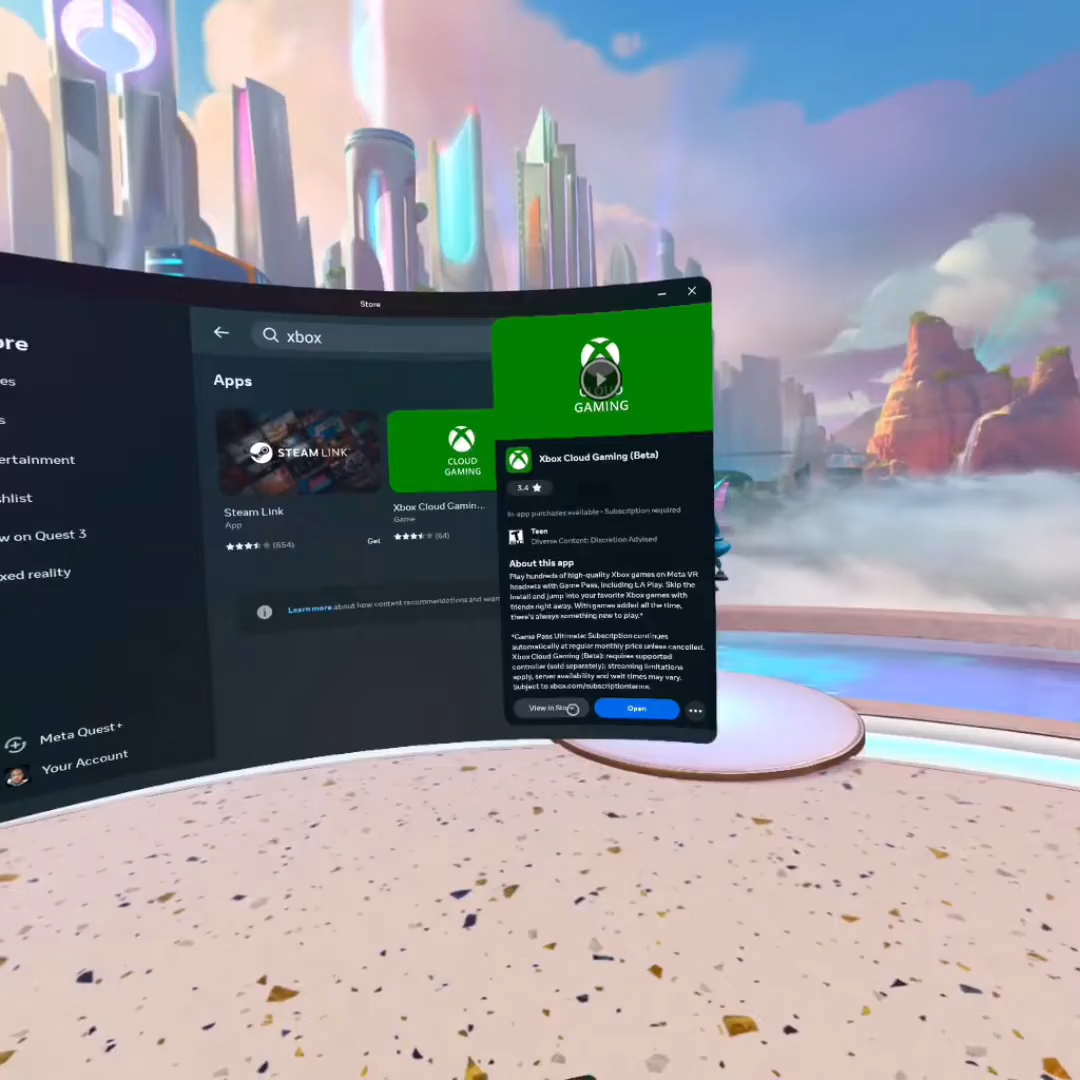 Store
ore
es
s
ertainment
shlist
w on Quest 3
xed reality
Meta Quest+
Your Account
xbox
Apps
STEAM LINK
Steam Link
App
(654)
Get
CLOUD
GAMING
Xbox Cloud Gamin...
Game
(64)
Learn more about how content recommendations and sear
CLOUD
GAMING
Xbox Cloud Gaming (Beta)
3.4
In-app purchases available • Subscription required
T
Teen
Diverse Content: Discretion Advised
About this app
Play hundreds of high-quality Xbox games on Meta VR
headsets with Game Pass, including EA Play. Skip the
install and jump into your favorite Xbox games with
friends right away. With games added all the time,
there's always something new to play.*
*Game Pass Ultimate: Subscription continues
automatically at regular monthly price unless cancelled.
Xbox Cloud Gaming (Beta): requires supported
controller (sold separately); streaming limitations
apply, server availability and wait times may vary.
Subject to xbox.com/subscriptionterms.
View in Store
Open